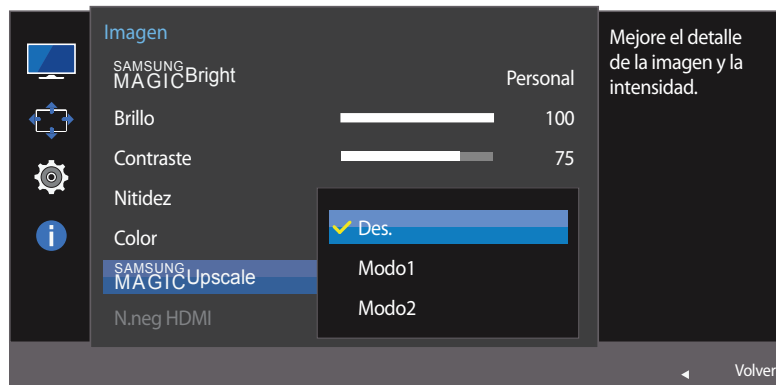 Imagen
SAMSUNG
MAGICBright Personal
Brillo 100
Contraste 75
Nitidez
Color
SAMSUNG
MAGICUpscale
N.neg HDMI
Des.
Modo1
Modo2
Mejore el detalle
de la imagen y la
intensidad.
Volver